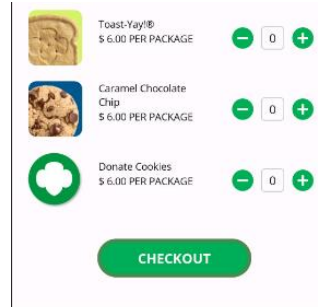 Toast-Yay!®
$ 6.00 PER PACKAGE
0
Caramel Chocolate
Chip
$ 6.00 PER PACKAGE
0
Donate Cookies
$ 6.00 PER PACKAGE
0
CHECKOUT